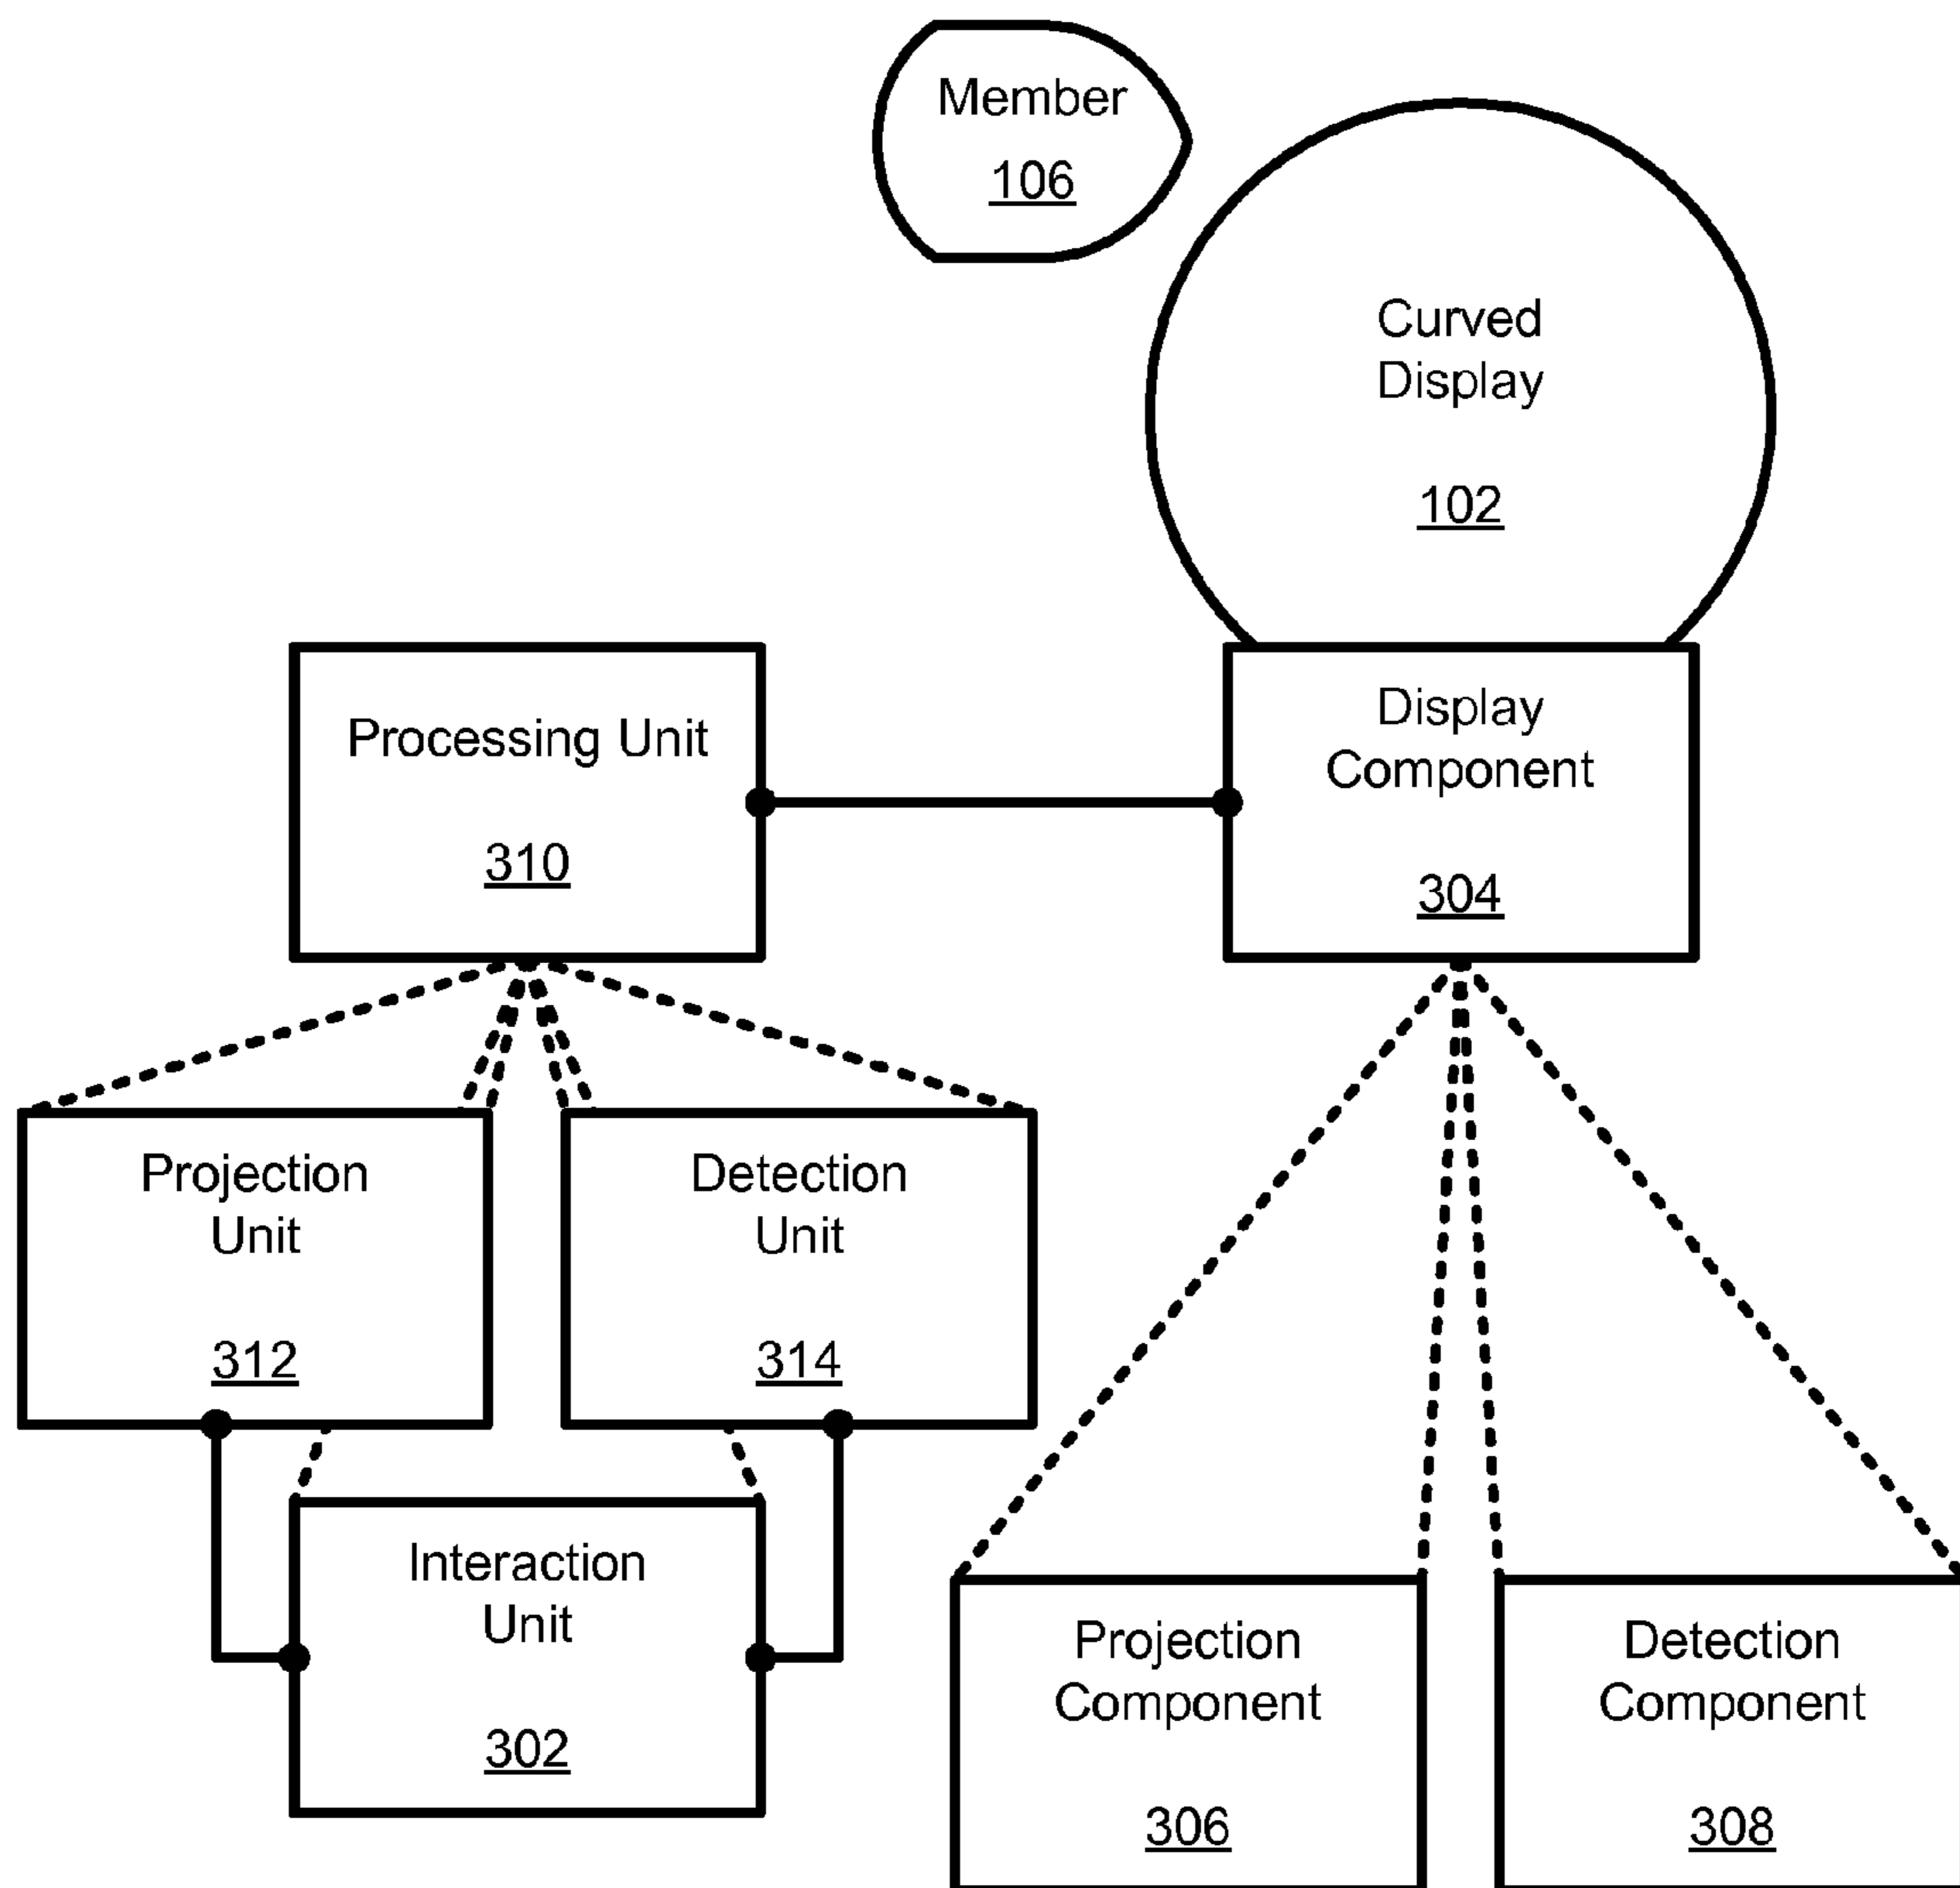 Member
106
Curved
Display
102
Processing Unit
310
Display
Component
304
Projection
Unit
312
Detection
Unit
314
Interaction
Unit
302
Projection
Component
306
Detection
Component
308